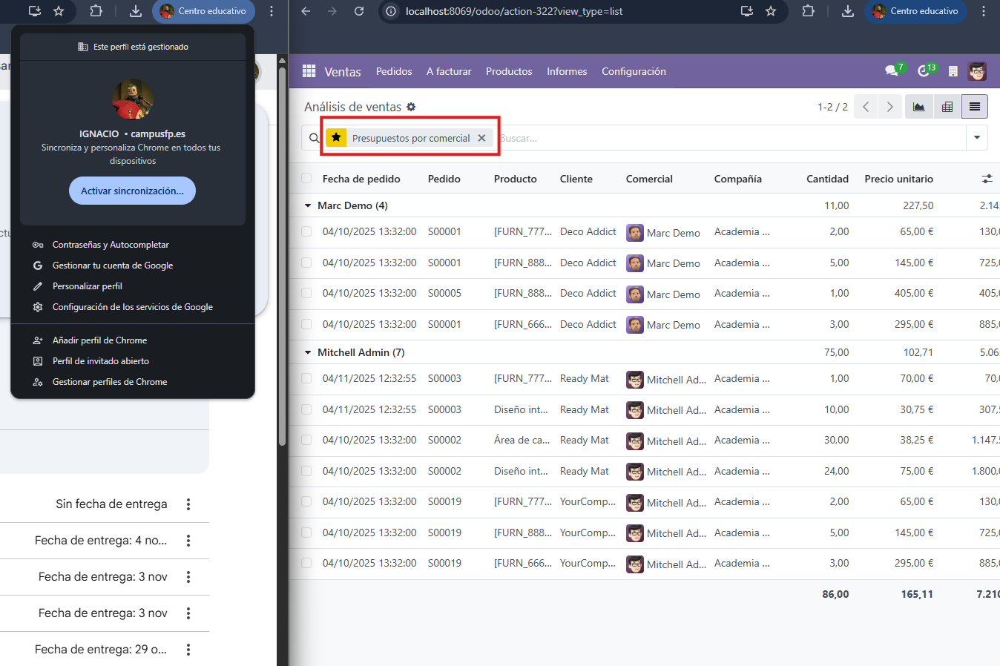 Centro educativo
Este perfil está gestionado
IGNACIO • campusfp.es
Sincroniza y personaliza Chrome en todos tus
dispositivos
Activar sincronización...
Contraseñas y Autocompletar
Gestionar tu cuenta de Google
Personalizar perfil
Configuración de los servicios de Google
Añadir perfil de Chrome
Perfil de invitado abierto
Gestionar perfiles de Chrome
Sin fecha de entrega
Fecha de entrega: 4 no...
Fecha de entrega: 3 nov
Fecha de entrega: 3 nov
Fecha de entrega: 29 o...
localhost:8069/odoo/action-322?view_type=list
Centro educativo
Ventas Pedidos A facturar Productos Informes Configuración 7 13
Análisis de ventas 1-2 / 2
Presupuestos por comercial Buscar...
Fecha de pedido Pedido Producto Cliente Comercial Compañía Cantidad Precio unitario
Marc Demo (4) 11,00 227,50 2.14
04/10/2025 13:32:00 S00001 [FURN_777... Deco Addict Marc Demo Academia ... 2,00 65,00 € 130,
04/10/2025 13:32:00 S00001 [FURN_888... Deco Addict Marc Demo Academia ... 5,00 145,00 € 725,
04/10/2025 13:32:00 S00005 [FURN_888... Deco Addict Marc Demo Academia ... 1,00 405,00 € 405,
04/10/2025 13:32:00 S00001 [FURN_666... Deco Addict Marc Demo Academia ... 3,00 295,00 € 885,
Mitchell Admin (7) 75,00 102,71 5.06
04/11/2025 12:32:55 S00003 [FURN_777... Ready Mat Mitchell Ad... Academia ... 1,00 70,00 € 70,
04/11/2025 12:32:55 S00003 Diseño int... Ready Mat Mitchell Ad... Academia ... 10,00 30,75 € 307,
04/10/2025 13:32:00 S00002 Área de ca... Ready Mat Mitchell Ad... Academia ... 30,00 38,25 € 1.147,
04/10/2025 13:32:00 S00002 Diseño int... Ready Mat Mitchell Ad... Academia ... 24,00 75,00 € 1.800,
04/10/2025 13:32:00 S00019 [FURN_777... YourComp... Mitchell Ad... Academia ... 2,00 65,00 € 130,
04/10/2025 13:32:00 S00019 [FURN_888... YourComp... Mitchell Ad... Academia ... 5,00 145,00 € 725,
04/10/2025 13:32:00 S00019 [FURN_666... YourComp... Mitchell Ad... Academia ... 3,00 295,00 € 885,
86,00 165,11 7.210